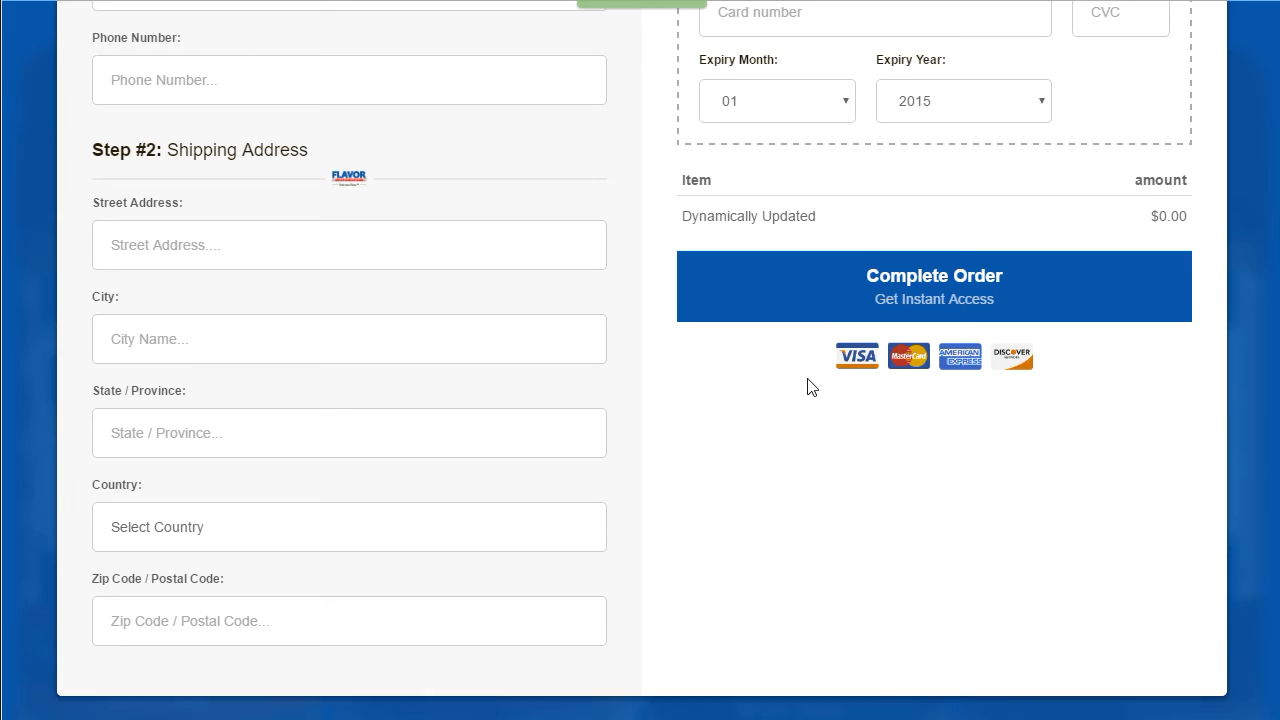 Phone Number:
Phone Number...
Step #2: Shipping Address
FLAVOR
Street Address:
Street Address....
City:
City Name...
State / Province:
State / Province...
Country:
Select Country
Zip Code / Postal Code:
Zip Code / Postal Code...
Card number
CVC
Expiry Month:
Expiry Year:
01
2015
Item
amount
Dynamically Updated
$0.00
Complete Order
Get Instant Access
VISA
MasterCard
AMERICAN EXPRESS
DISCOVER
NETWORK